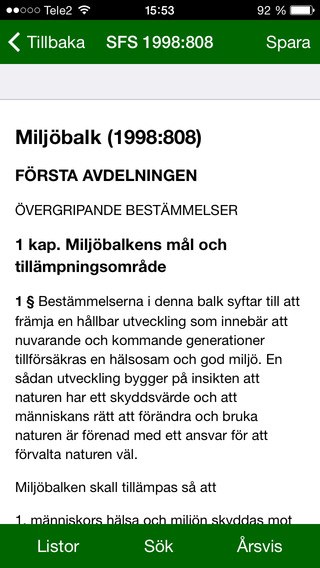 Tele2 15:53 92 %
Tillbaka SFS 1998:808 Spara
Miljöbalk (1998:808)
FÖRSTA AVDELNINGEN
ÖVERGRIPANDE BESTÄMMELSER
1 kap. Miljöbalkens mål och
tillämpningsområde
1 § Bestämmelserna i denna balk syftar till att
främja en hållbar utveckling som innebär att
nuvarande och kommande generationer
tillförsäkras en hälsosam och god miljö. En
sådan utveckling bygger på insikten att
naturen har ett skyddsvärde och att
människans rätt att förändra och bruka
naturen är förenad med ett ansvar för att
förvalta naturen väl.
Miljöbalken skall tillämpas så att
1. människors hälsa och miljön skyddas mot
Listor Sök Årsvis